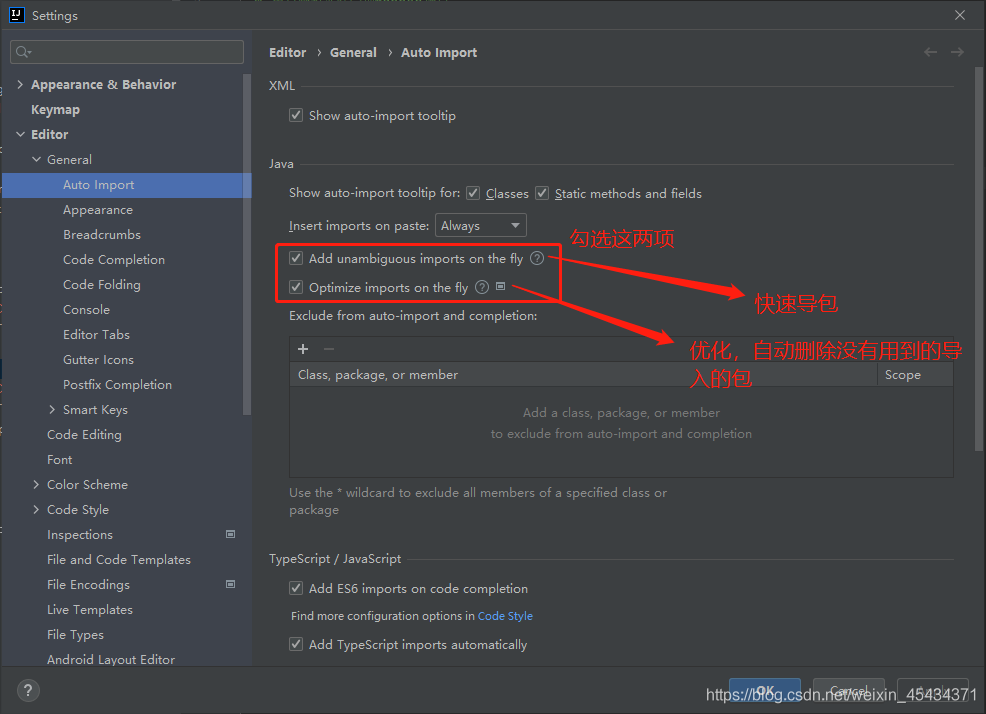 Settings
Appearance & Behavior
Keymap
Editor
General
Auto Import
Appearance
Breadcrumbs
Code Completion
Code Folding
Console
Editor Tabs
Gutter Icons
Postfix Completion
Smart Keys
Code Editing
Font
Color Scheme
Code Style
Inspections
File and Code Templates
File Encodings
Live Templates
File Types
Android Layout Editor
Editor › General › Auto Import
XML
Show auto-import tooltip
Java
Show auto-import tooltip for: Classes Static methods and fields
Insert imports on paste: Always
勾选这两项
Add unambiguous imports on the fly ?
Optimize imports on the fly ?
快速导包
Exclude from auto-import and completion:
优化，自动删除没有用到的导
入的包
Class, package, or member Scope
Add a class, package, or member
to exclude from auto-import and completion
Use the * wildcard to exclude all members of a specified class or
package
TypeScript / JavaScript
Add ES6 imports on code completion
Find more configuration options in Code Style
Add TypeScript imports automatically
?
OK Cancel
https://blog.csdn.net/weixin_45434371